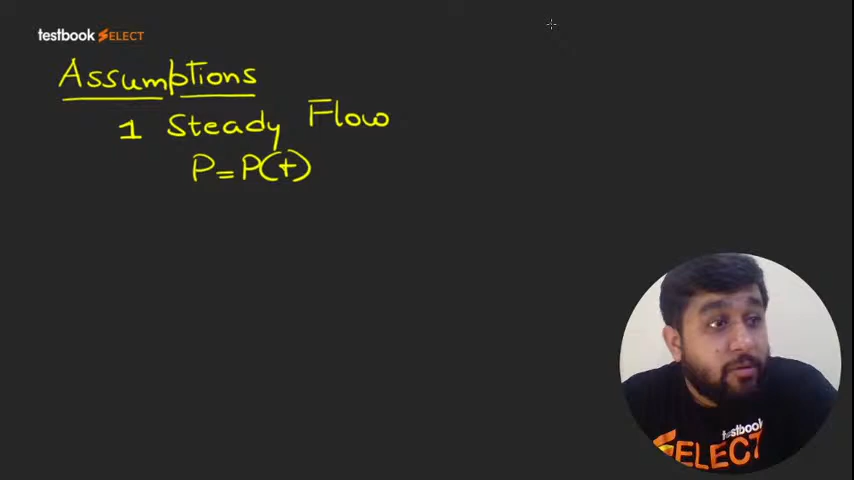 testbook SELECT
Assumptions
1 Steady Flow
P=P(t)
testbook
SELECT